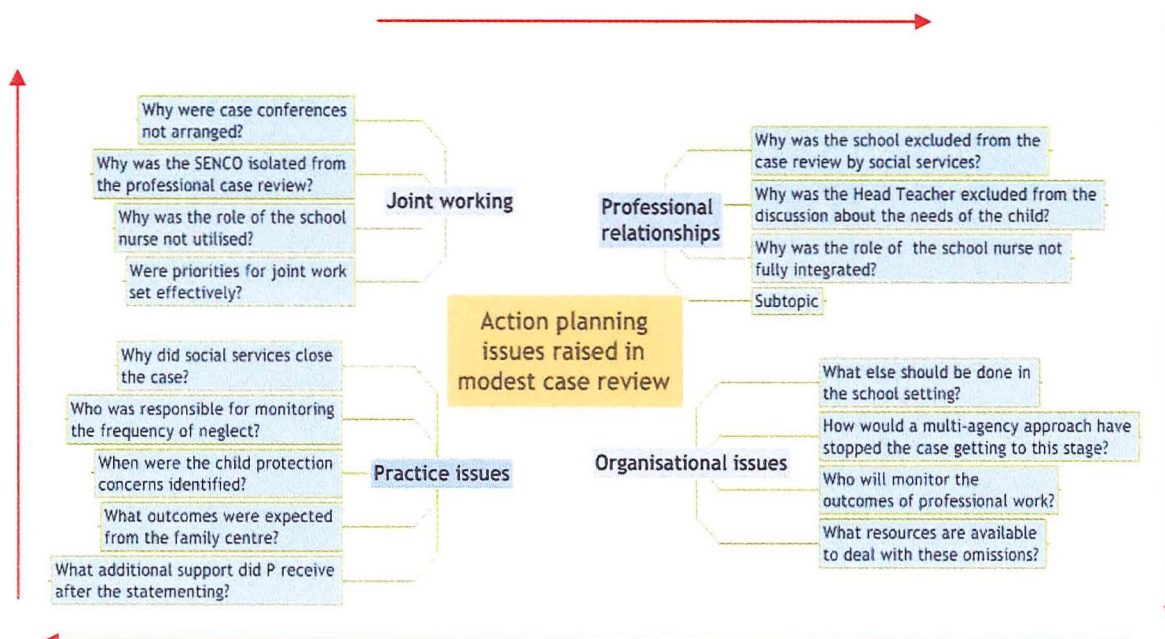 Why were case conferences
not arranged?
Why was the SENCO isolated from
the professional case review?
Why was the role of the school
nurse not utilised?
Were priorities for joint work
set effectively?
Joint working
Why was the school excluded from the
case review by social services?
Why was the Head Teacher excluded from the
discussion about the needs of the child?
Why was the role of the school nurse not
fully integrated?
Subtopic
Professional
relationships
Action planning
issues raised in
modest case review
Why did social services close
the case?
Who was responsible for monitoring
the frequency of neglect?
When were the child protection
concerns identified?
What outcomes were expected
from the family centre?
What additional support did P receive
after the statementing?
Practice issues
What else should be done in
the school setting?
How would a multi-agency approach have
stopped the case getting to this stage?
Who will monitor the
outcomes of professional work?
What resources are available
to deal with these omissions?
Organisational issues